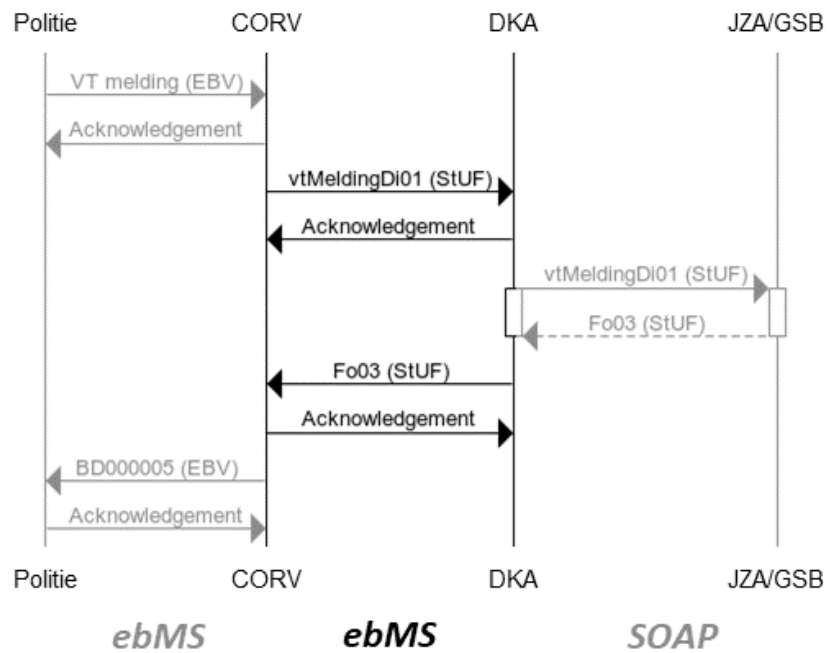 Politie CORV DKA JZA/GSB
VT melding (EBV)
Acknowledgement
vtMeldingDi01 (StUF)
Acknowledgement
vtMeldingDi01 (StUF)
Fo03 (StUF)
Fo03 (StUF)
Acknowledgement
BD000005 (EBV)
Acknowledgement
Politie CORV DKA JZA/GSB
ebMS ebMS SOAP